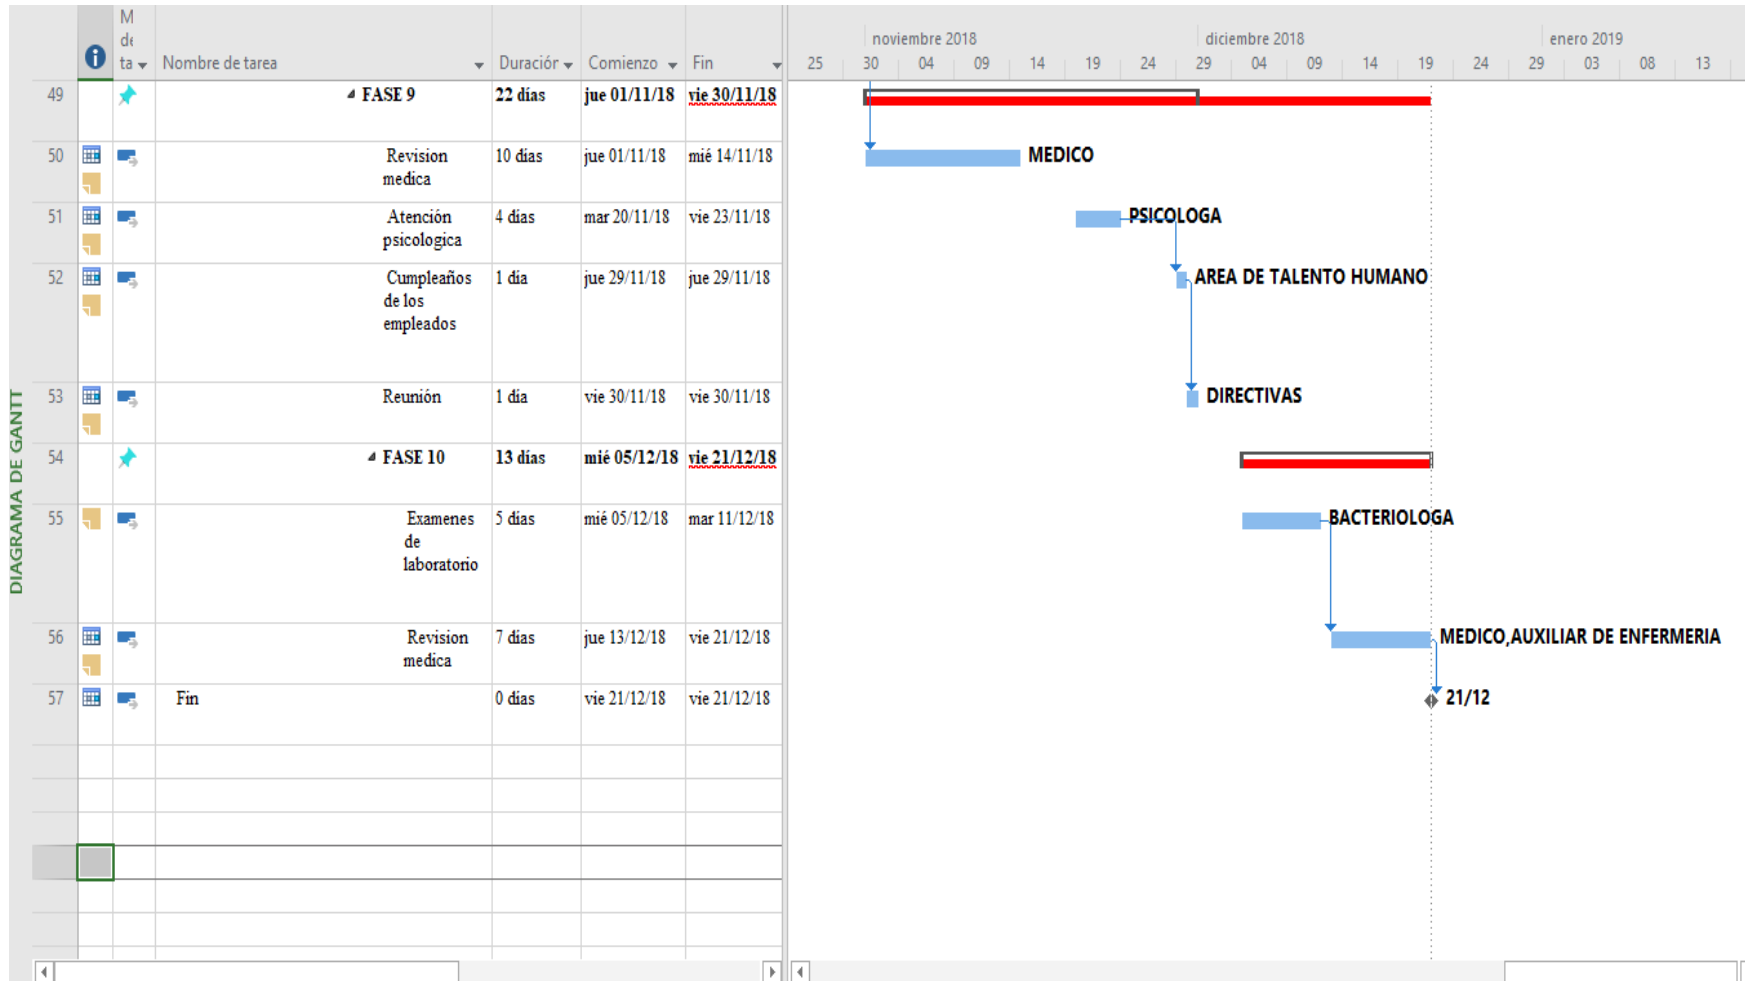 DIAGRAMA DE GANTT
M
de
ta
Nombre de tarea
Duración
Comienzo
Fin
noviembre 2018
diciembre 2018
enero 2019
25 30 04 09 14 19 24 29 04 09 14 19 24 29 03 08 13
49 FASE 9 22 días jue 01/11/18 vie 30/11/18
50 Revision 10 días jue 01/11/18 mié 14/11/18 MEDICO
medica
51 Atención 4 días mar 20/11/18 vie 23/11/18 PSICOLOGA
psicologica
52 Cumpleaños 1 día jue 29/11/18 jue 29/11/18 AREA DE TALENTO HUMANO
de los
empleados
53 Reunión 1 día vie 30/11/18 vie 30/11/18 DIRECTIVAS
54 FASE 10 13 días mié 05/12/18 vie 21/12/18
55 Examenes 5 días mié 05/12/18 mar 11/12/18 BACTERIOLOGA
de
laboratorio
56 Revision 7 días jue 13/12/18 vie 21/12/18 MEDICO,AUXILIAR DE ENFERMERIA
medica
57 Fin 0 días vie 21/12/18 vie 21/12/18 21/12